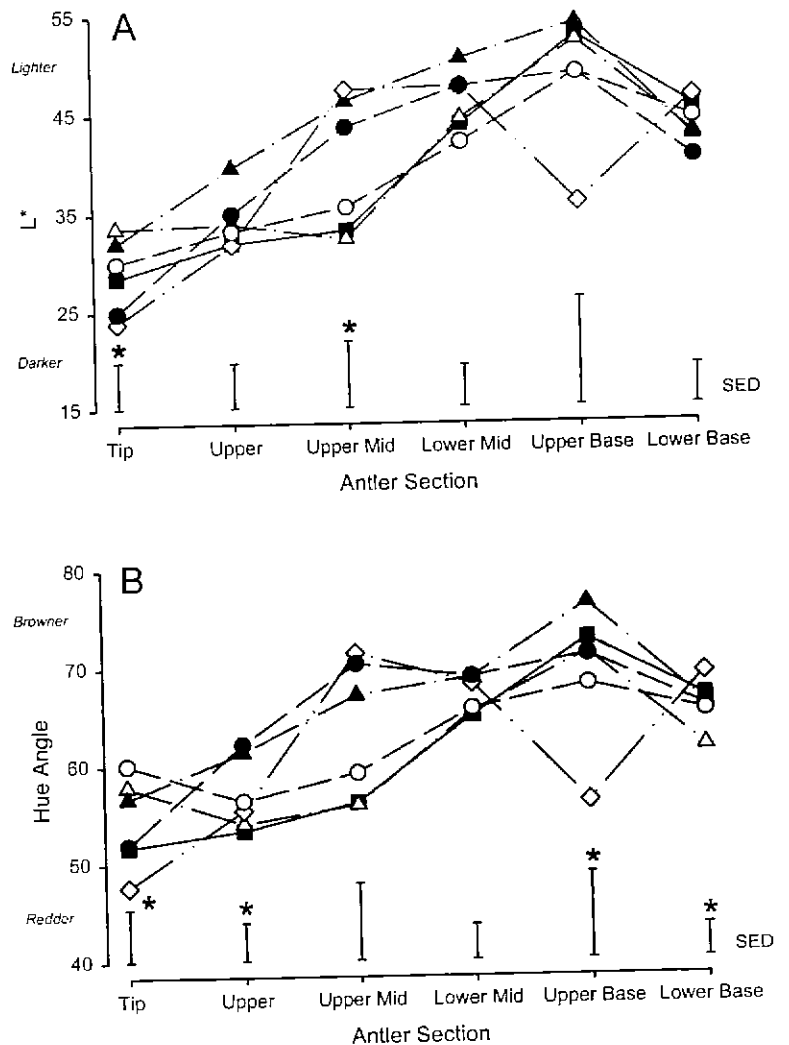 A
55
Lighter
45
L*
35
25
*
*
Darker
15
SED
Tip Upper Upper Mid Lower Mid Upper Base Lower Base
Antler Section
B
80
Browner
70
60
Hue Angle
50
*
*
*
*
Redder
40
SED
Tip Upper Upper Mid Lower Mid Upper Base Lower Base
Antler Section